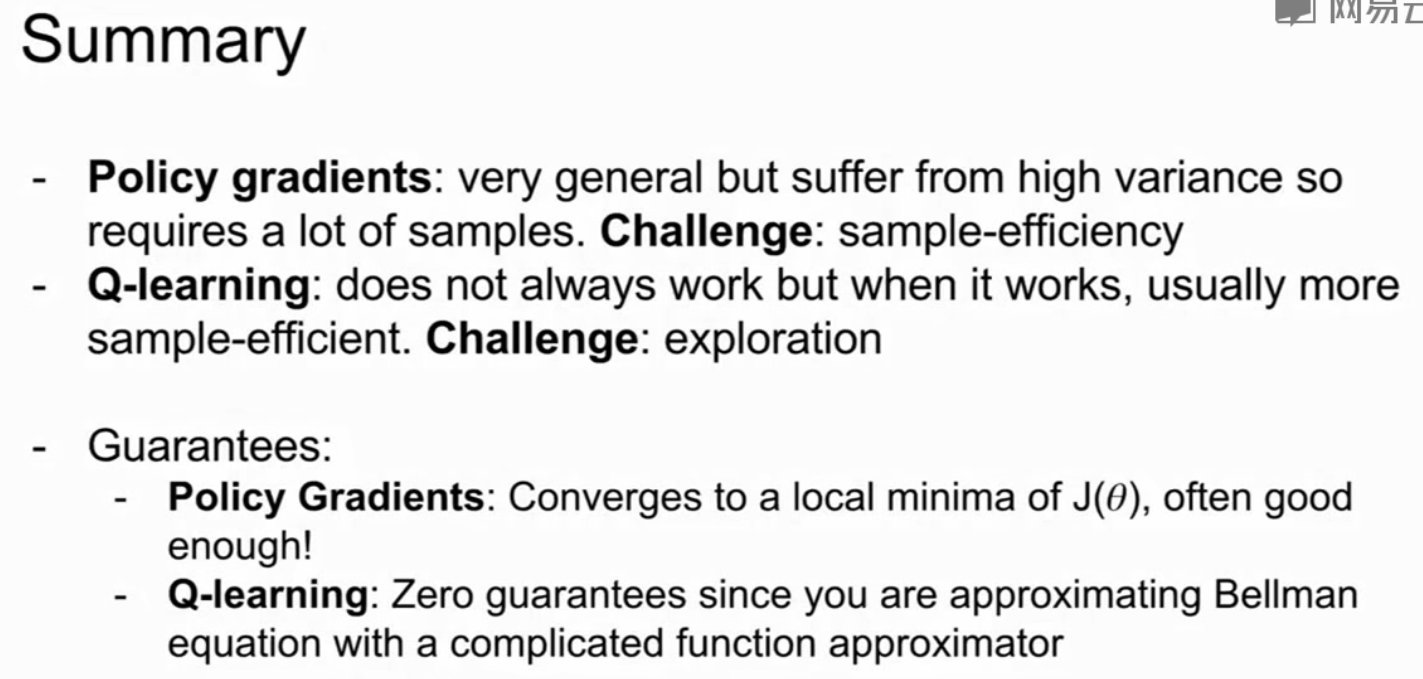 网易云
Summary
- Policy gradients: very general but suffer from high variance so
requires a lot of samples. Challenge: sample-efficiency
- Q-learning: does not always work but when it works, usually more
sample-efficient. Challenge: exploration
- Guarantees:
- Policy Gradients: Converges to a local minima of J(θ), often good
enough!
- Q-learning: Zero guarantees since you are approximating Bellman
equation with a complicated function approximator